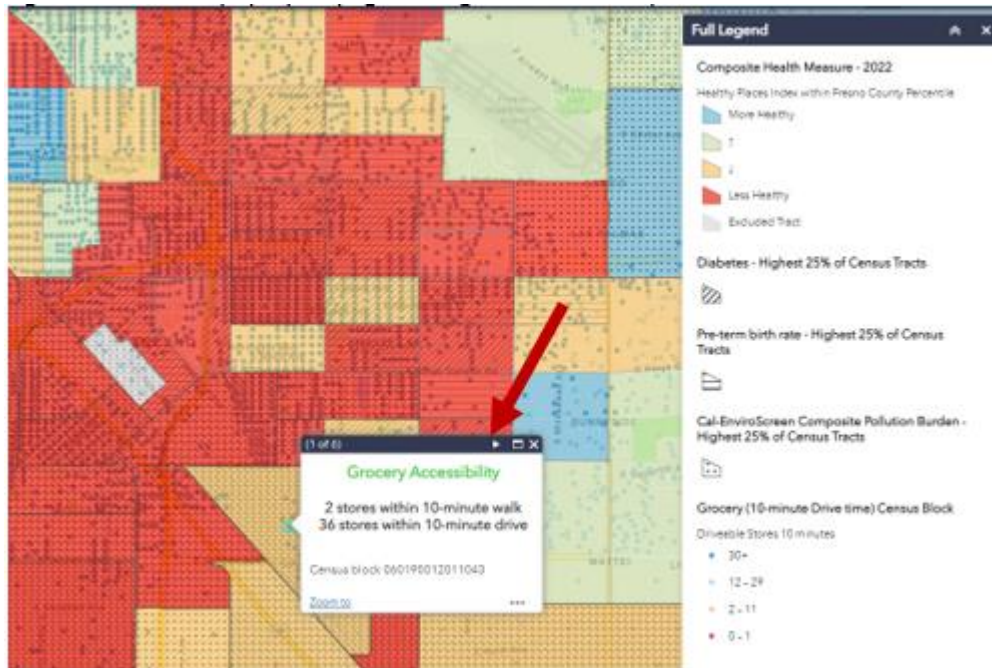 Full Legend
Composite Health Measure - 2022
Healthy Places Index within Fresno County Percentile
More Healthy
↑
↓
Less Healthy
Excluded Tract
Diabetes - Highest 25% of Census Tracts
Pre-term birth rate - Highest 25% of Census
Tracts
Cal-EnviroScreen Composite Pollution Burden -
Highest 25% of Census Tracts
Grocery (10-minute Drive time) Census Block
Driveable Stores 10 minutes
30+
12 - 29
2 - 11
0 - 1
(1 of 6)
Grocery Accessibility
2 stores within 10-minute walk
36 stores within 10-minute drive
Census block 060190012011043
Zoom to